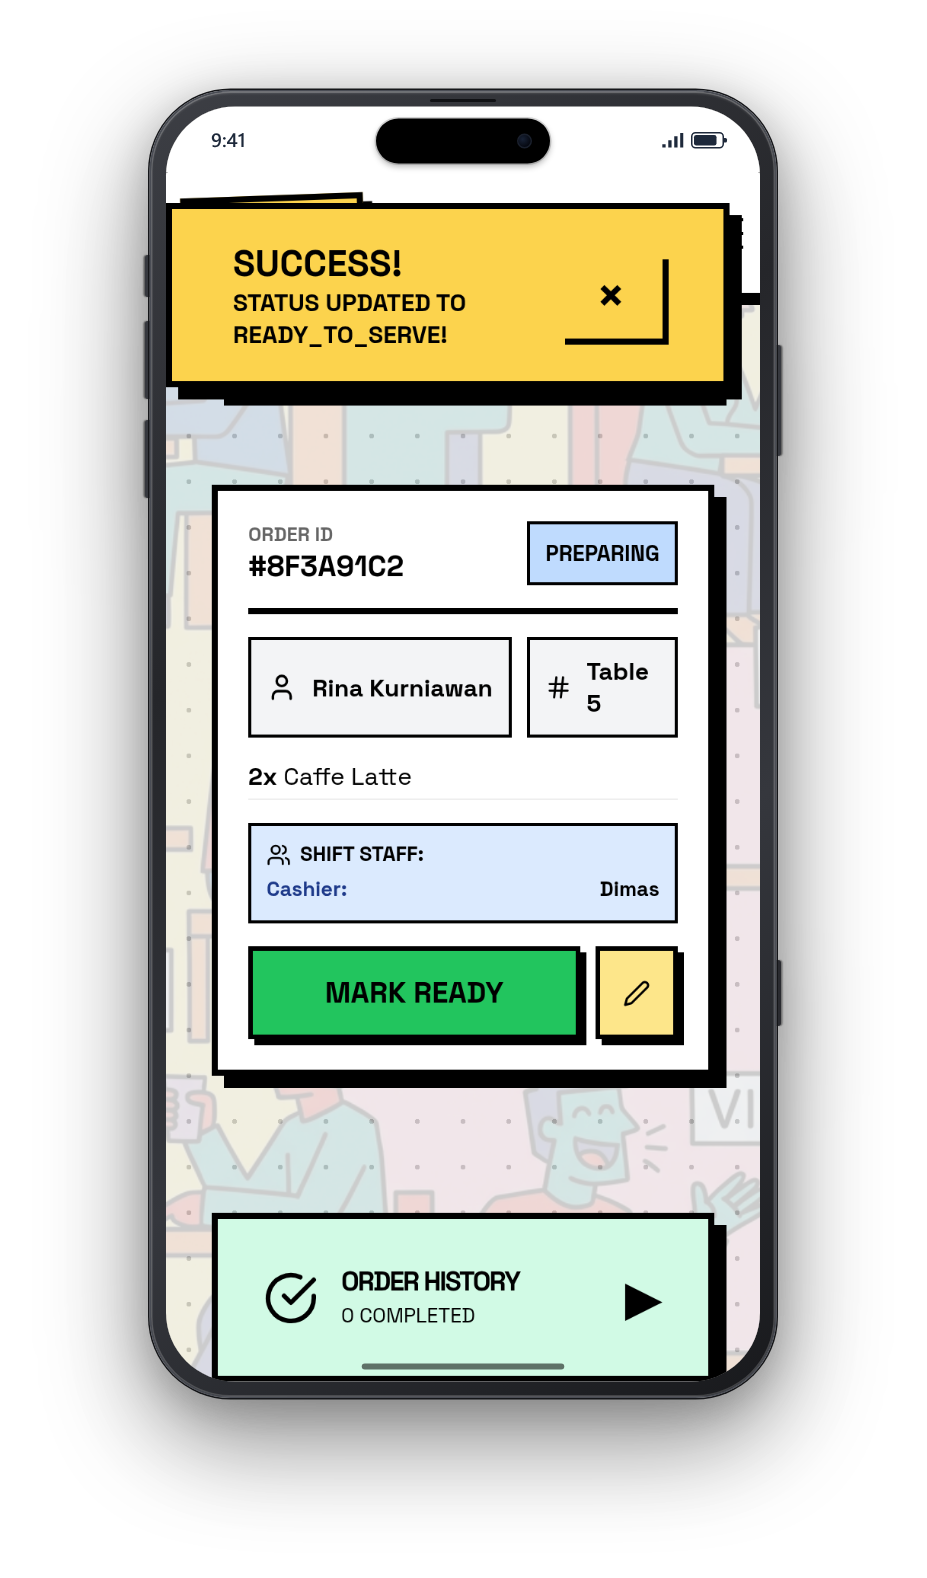 9:41
SUCCESS!
STATUS UPDATED TO
READY_TO_SERVE!
ORDER ID
#8F3A91C2
PREPARING
Rina Kurniawan
Table
5
2x Caffe Latte
SHIFT STAFF:
Cashier:
Dimas
MARK READY
VI
ORDER HISTORY
0 COMPLETED